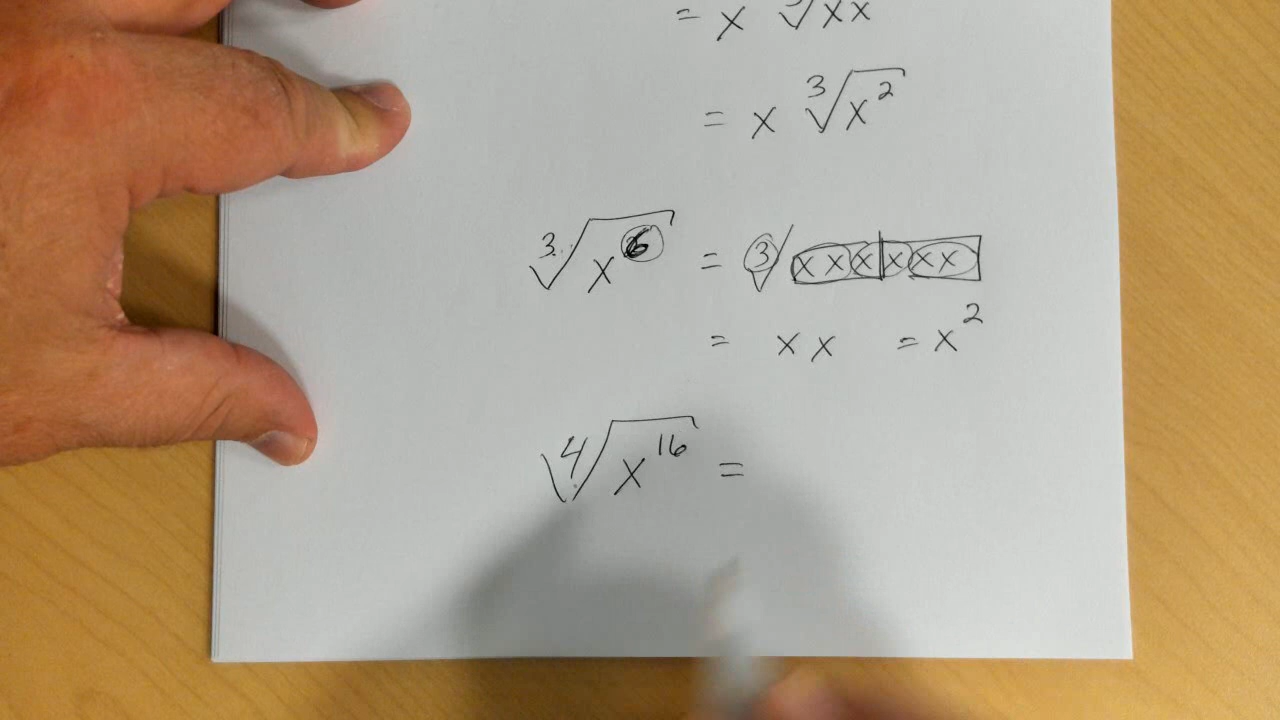 = x ∛xx
= x ∛x²
∛x⁶ = ∛xxxxxx
= xx = x²
∜x¹⁶ =